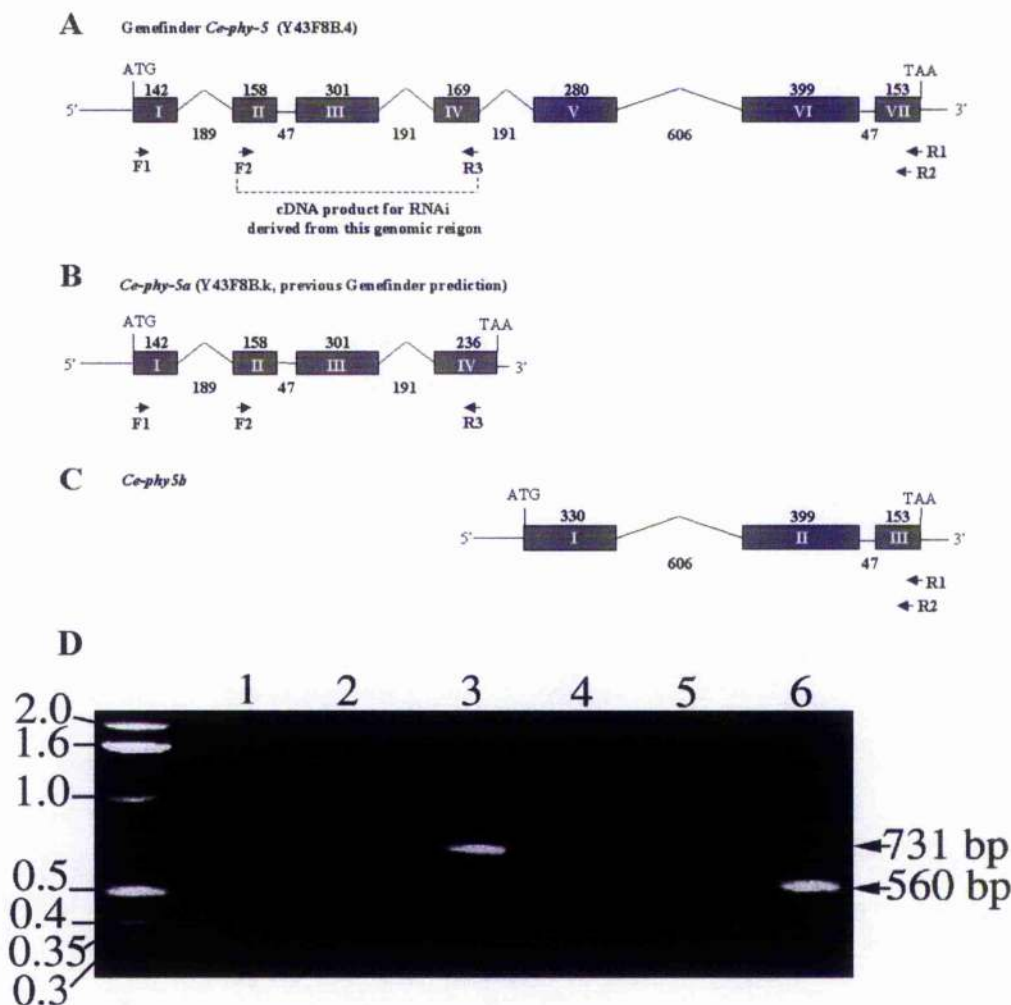 A Genefinder Ce-phy-5 (Y43F8B.4)
ATG TAA
142 158 301 169 280 399 153
5' I II III IV V VI VII 3'
189 47 191 191 606 47
F1 F2 R3 R1
R2
cDNA product for RNAi
derived from this genomic reigon
B Ce-phy-5a (Y43F8B.k, previous Genefinder prediction)
ATG TAA
142 158 301 236
5' I II III IV 3'
189 47 191
F1 F2 R3
C Ce-phy5b
ATG TAA
330 399 153
5' I II III 3'
606 47
R1
R2
D
1 2 3 4 5 6
2.0
1.6
1.0
731 bp
0.5 560 bp
0.4
0.35
0.3